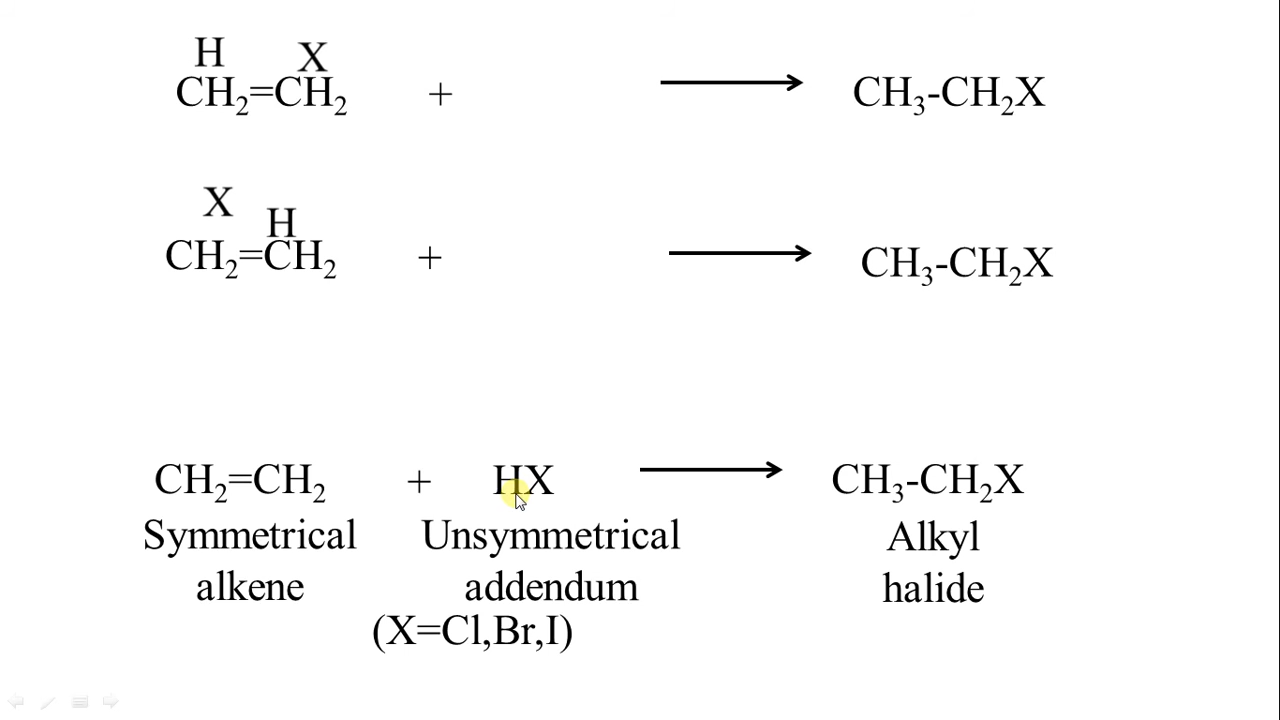 H X
CH₂=CH₂ + ⟶ CH₃-CH₂X
X H
CH₂=CH₂ + ⟶ CH₃-CH₂X
CH₂=CH₂ + HX ⟶ CH₃-CH₂X
Symmetrical Unsymmetrical Alkyl
alkene addendum halide
(X=Cl,Br,I)